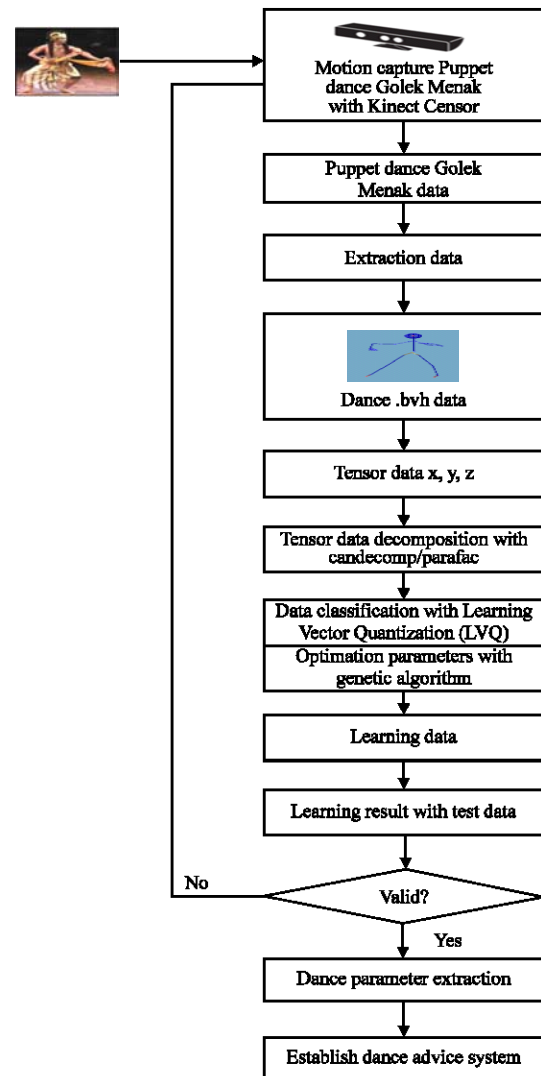 Motion capture Puppet
dance Golek Menak
with Kinect Censor
Puppet dance Golek
Menak data
Extraction data
Dance .bvh data
Tensor data x, y, z
Tensor data decomposition with
candecomp/parafac
Data classification with Learning
Vector Quantization (LVQ)
Optimation parameters with
genetic algorithm
Learning data
Learning result with test data
No
Valid?
Yes
Dance parameter extraction
Establish dance advice system